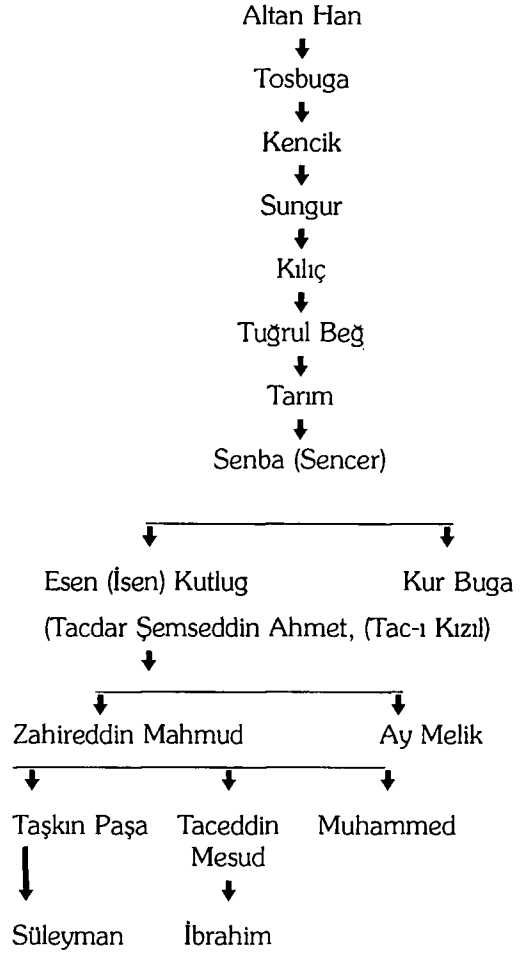 Altan Han
Tosbuga
Kencik
Sungur
Kılıç
Tuğrul Beğ
Tarım
Senba (Sencer)
Esen (İsen) Kutlug Kur Buga
(Tacdar Şemseddin Ahmet, (Tac-ı Kızıl)
Zahireddin Mahmud Ay Melik
Taşkın Paşa Taceddin Muhammed
Mesud
Süleyman İbrahim